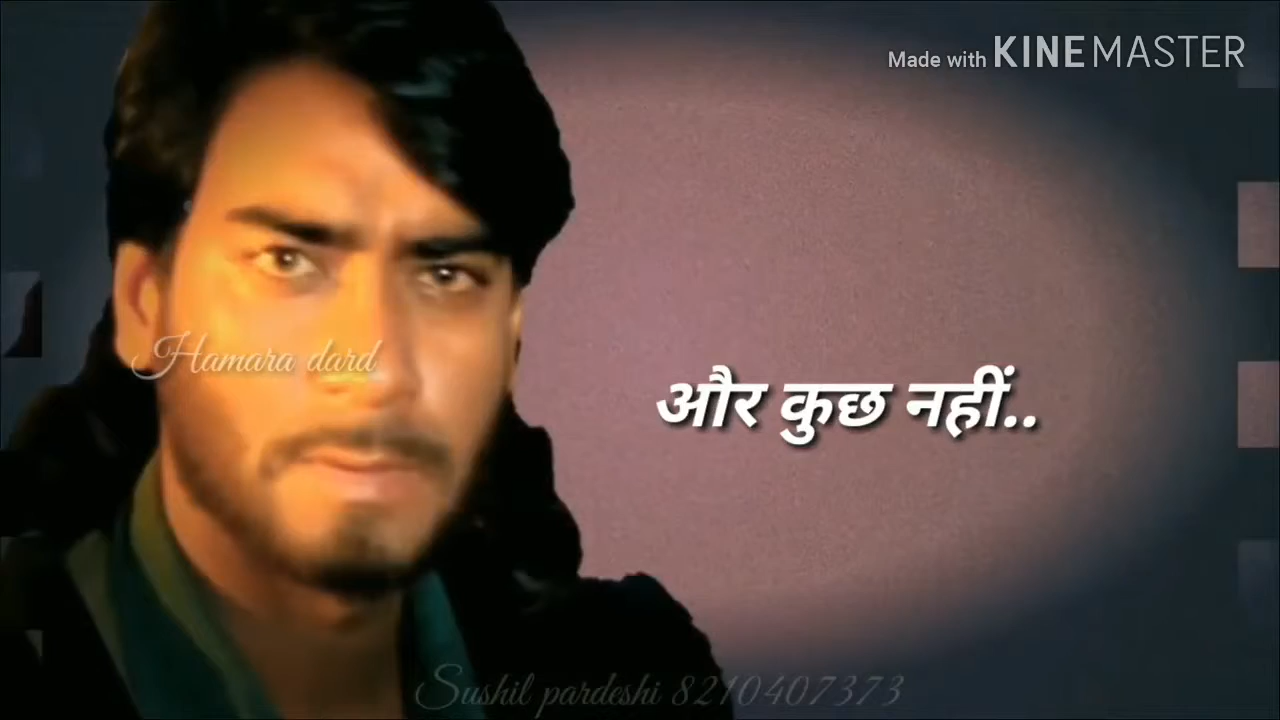 Made with KINEMASTER
Hamara dard
और कुछ नहीं..
Sushil pardeshi 8210407373